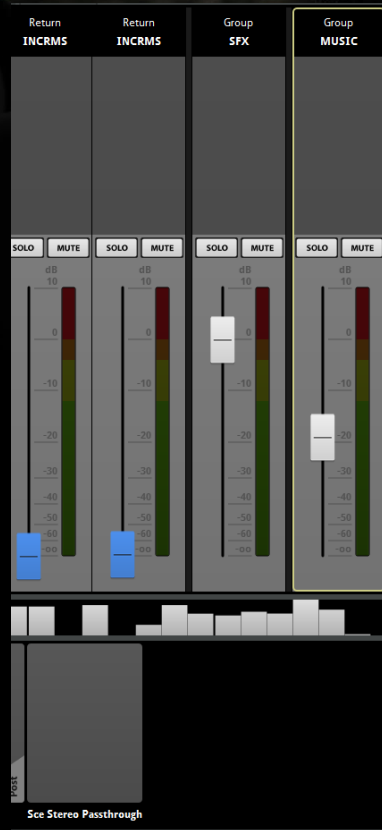 Return
INCRMS
Return
INCRMS
Group
SFX
Group
MUSIC
SOLO MUTE
SOLO MUTE
SOLO MUTE
SOLO MUTE
dB
10
0
-10
-20
-30
-40
-50
-60
-oo
dB
10
0
-10
-20
-30
-40
-50
-60
-oo
dB
10
0
-10
-20
-30
-40
-50
-60
-oo
dB
10
0
-10
-20
-30
-40
-50
-60
-oo
Post
Sce Stereo Passthrough